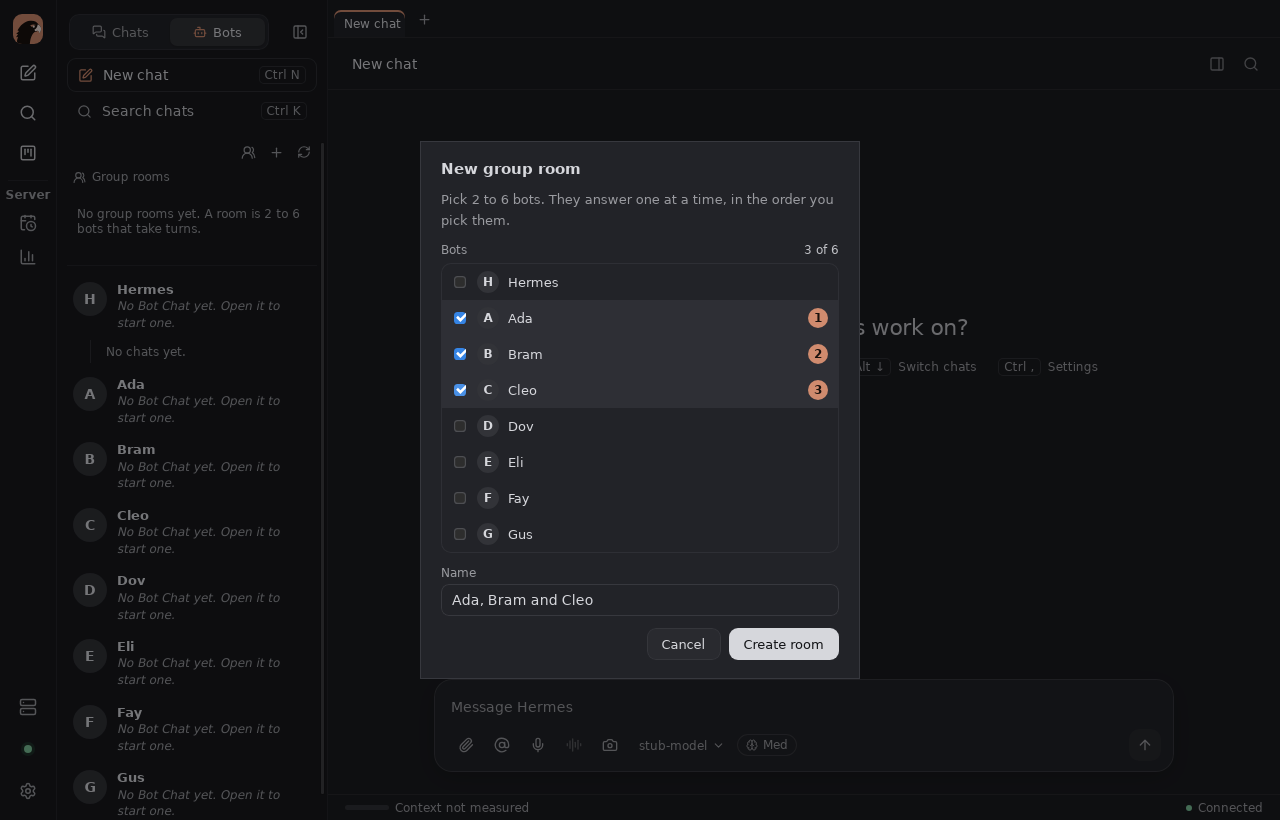 Chats
Bots
New chat
Ctrl N
Search chats
Ctrl K
Server
Group rooms
No group rooms yet. A room is 2 to 6
bots that take turns.
H
Hermes
No Bot Chat yet. Open it to
start one.
No chats yet.
A
Ada
No Bot Chat yet. Open it to
start one.
B
Bram
No Bot Chat yet. Open it to
start one.
C
Cleo
No Bot Chat yet. Open it to
start one.
D
Dov
No Bot Chat yet. Open it to
start one.
E
Eli
No Bot Chat yet. Open it to
start one.
F
Fay
No Bot Chat yet. Open it to
start one.
G
Gus
No Bot Chat yet. Open it to
start one.
New chat
New chat
work on?
Switch chats
Ctrl ,
Settings
New group room
Pick 2 to 6 bots. They answer one at a time, in the order you
pick them.
Bots
3 of 6
H Hermes
A Ada 1
B Bram 2
C Cleo 3
D Dov
E Eli
F Fay
G Gus
Name
Ada, Bram and Cleo
Cancel
Create room
Message Hermes
stub-model
Med
Context not measured
Connected